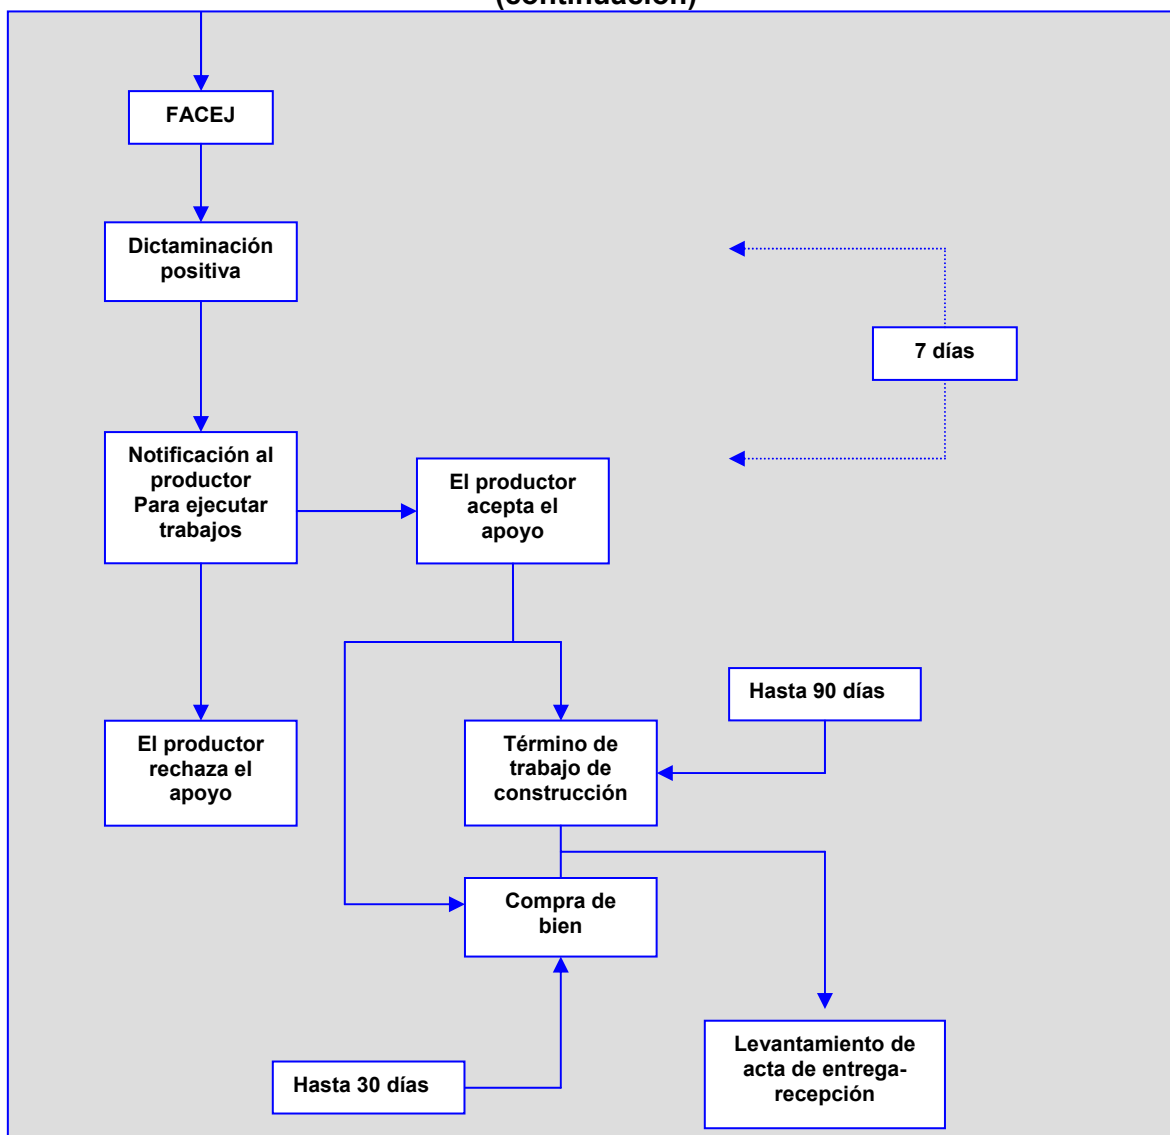 (continuación)
FACEJ
Dictaminación
positiva
7 días
Notificación al
productor
Para ejecutar
trabajos
El productor
acepta el
apoyo
Hasta 90 días
El productor
rechaza el
apoyo
Término de
trabajo de
construcción
Compra de
bien
Hasta 30 días
Levantamiento de
acta de entrega-
recepción